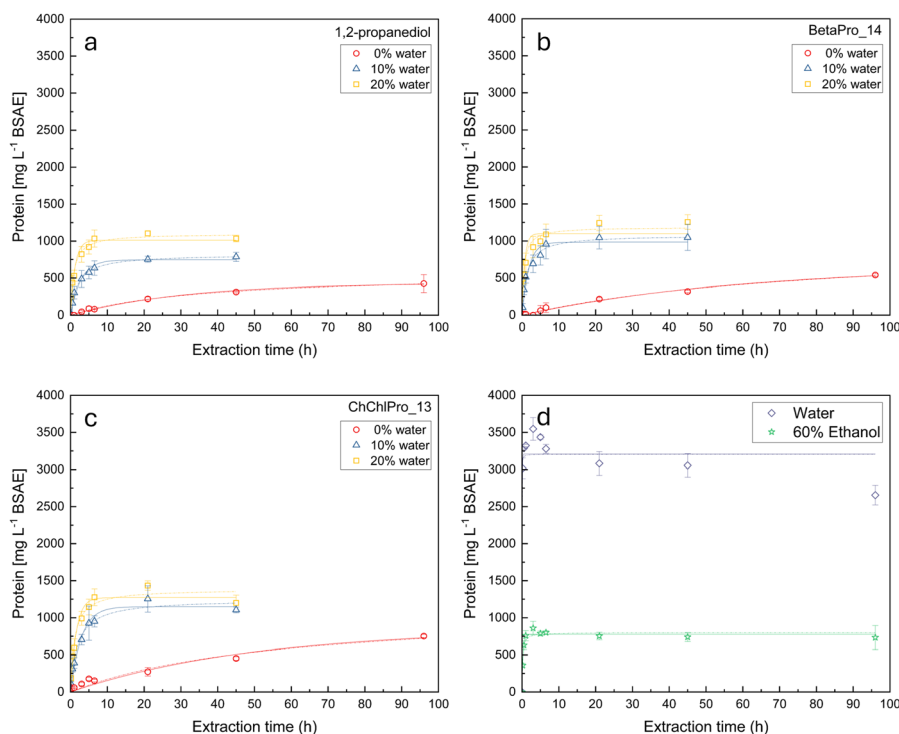 a
1,2-propanediol
0% water
10% water
20% water
Protein [mg L⁻¹ BSAE]
4000
3500
3000
2500
2000
1500
1000
500
0
0 10 20 30 40 50 60 70 80 90 100
Extraction time (h)
b
BetaPro_14
0% water
10% water
20% water
Protein [mg L⁻¹ BSAE]
4000
3500
3000
2500
2000
1500
1000
500
0
0 10 20 30 40 50 60 70 80 90 100
Extraction time (h)
c
ChChlPro_13
0% water
10% water
20% water
Protein [mg L⁻¹ BSAE]
4000
3500
3000
2500
2000
1500
1000
500
0
0 10 20 30 40 50 60 70 80 90 100
Extraction time (h)
d
Water
60% Ethanol
Protein [mg L⁻¹ BSAE]
4000
3500
3000
2500
2000
1500
1000
500
0
0 10 20 30 40 50 60 70 80 90 100
Extraction time (h)